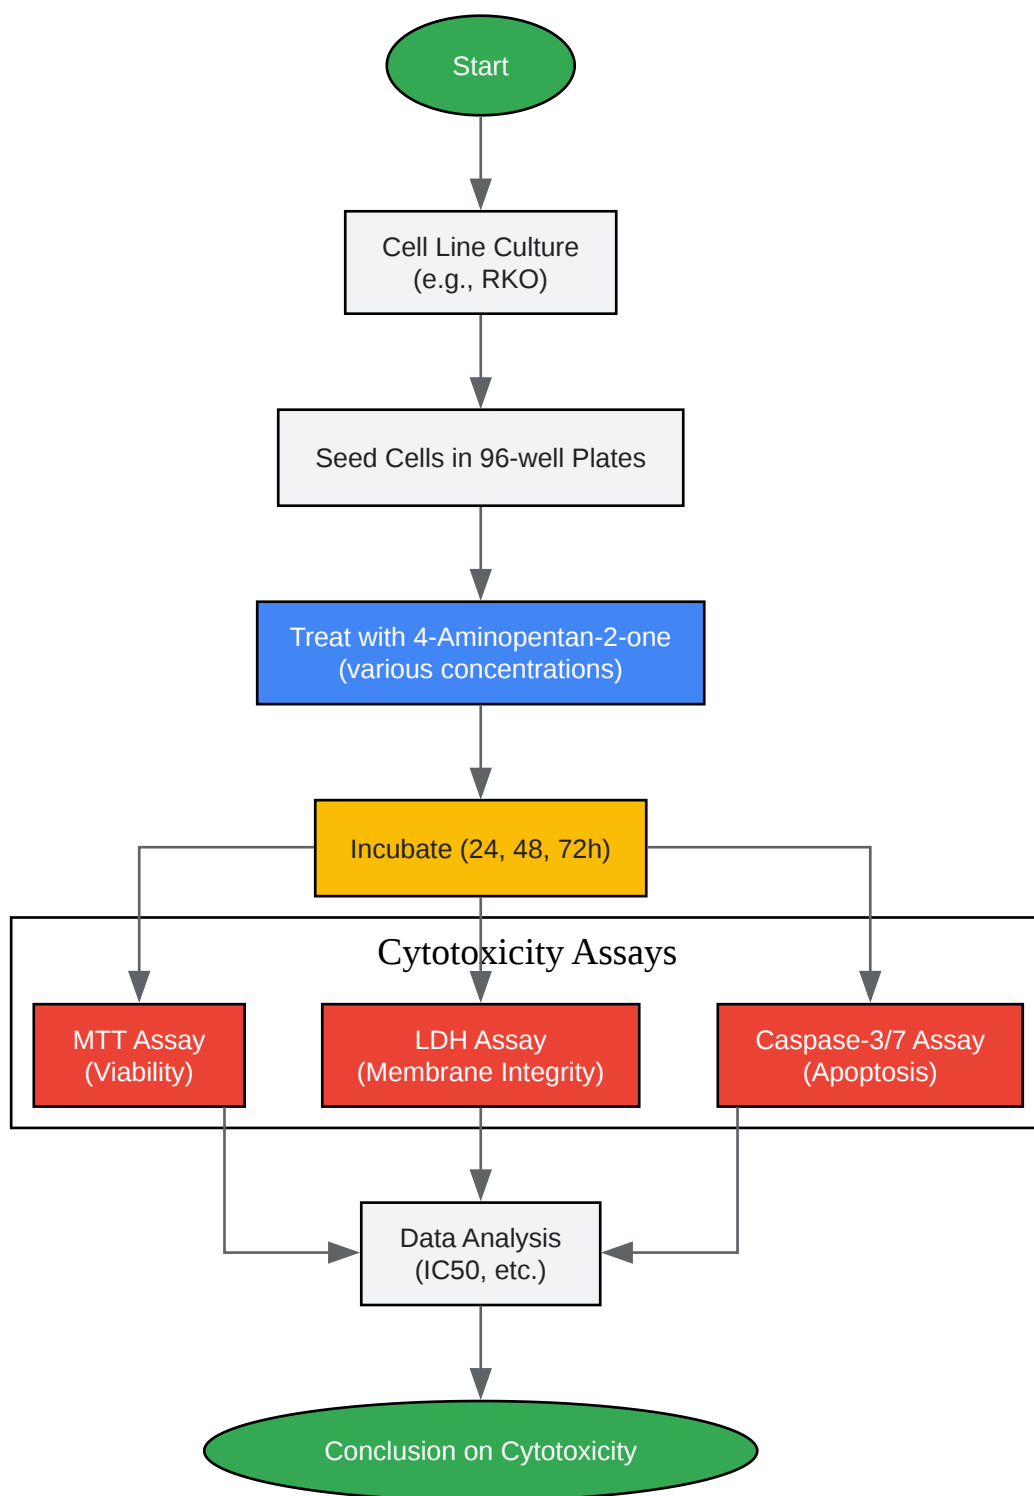 Start
Cell Line Culture
(e.g., RKO)
Seed Cells in 96-well Plates
Treat with 4-Aminopentan-2-one
(various concentrations)
Incubate (24, 48, 72h)
Cytotoxicity Assays
MTT Assay
(Viability)
LDH Assay
(Membrane Integrity)
Caspase-3/7 Assay
(Apoptosis)
Data Analysis
(IC50, etc.)
Conclusion on Cytotoxicity